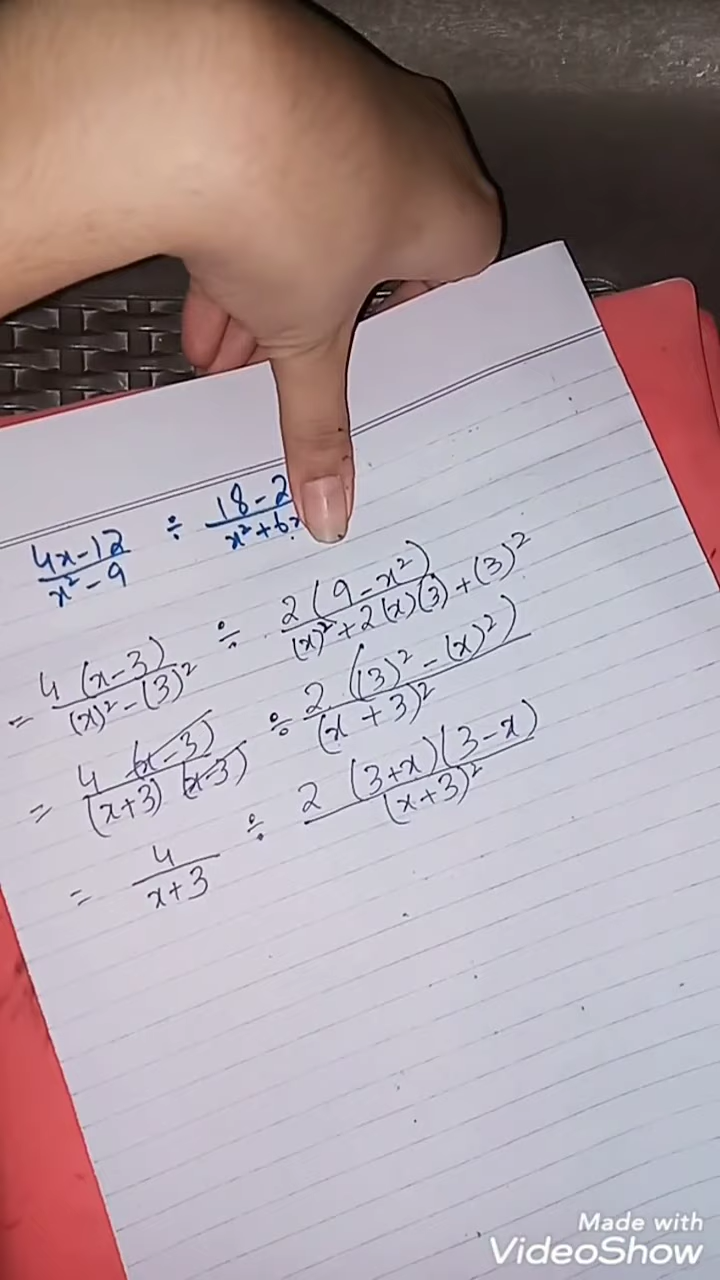 4x-12/x²-9 ÷ 18-2/x²+6x
= 4(x-3)/(x)²-(3)² ÷ 2(9-x²)/(x)²+2(x)(3)+(3)²
= 4(x-3)/(x+3)(x-3) ÷ 2((3)²-(x)²)/(x+3)²
= 4/x+3 ÷ 2(3+x)(3-x)/(x+3)²
Made with
VideoShow